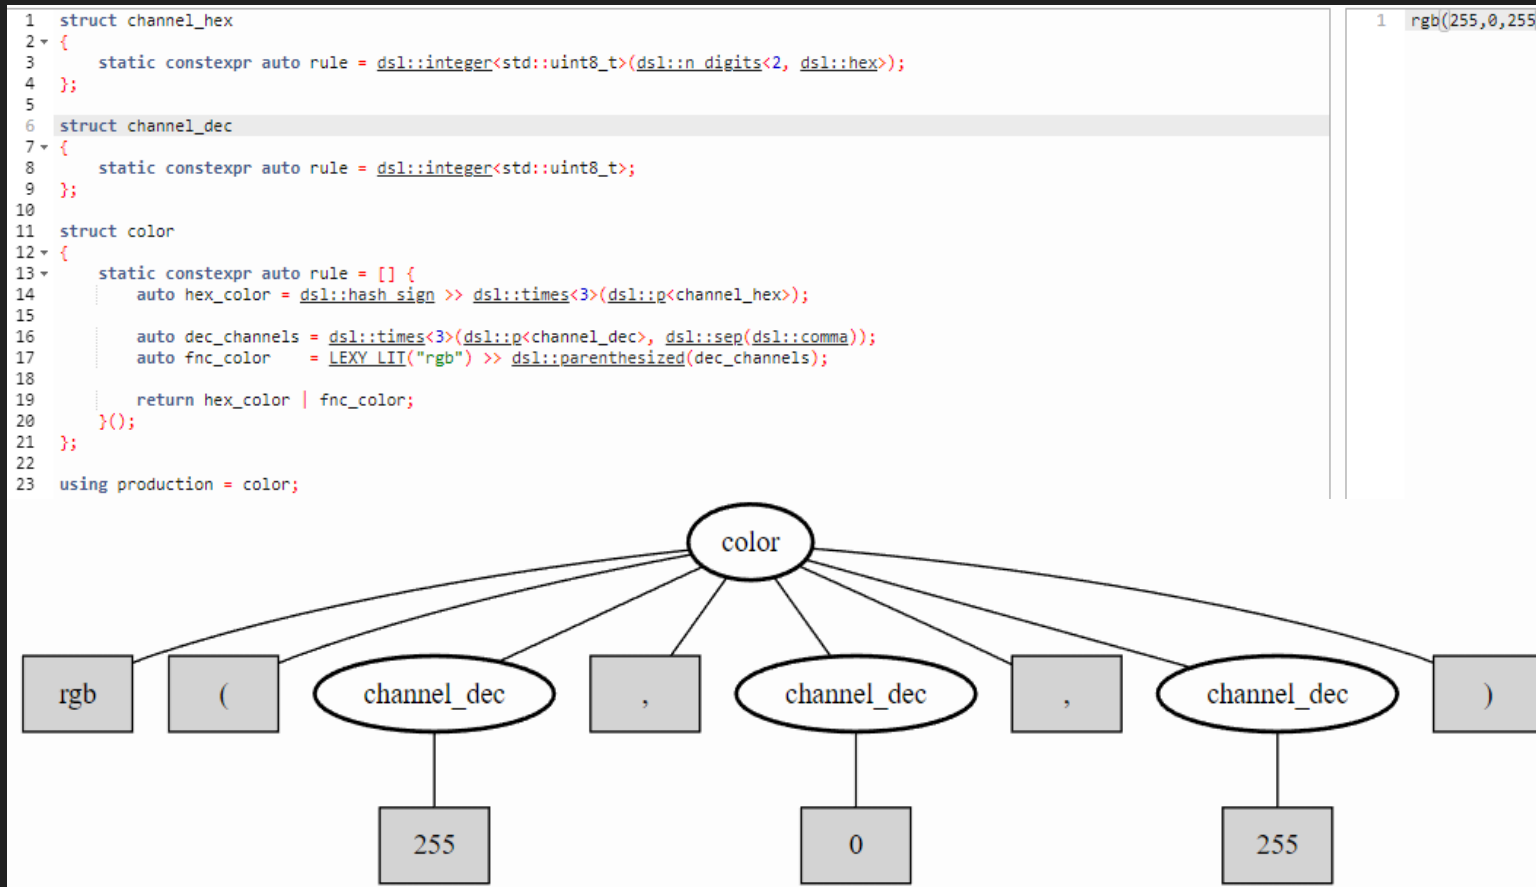 1 struct channel_hex
2 {
3 static constexpr auto rule = dsl::integer<std::uint8_t>(dsl::n_digits<2, dsl::hex>);
4 };
5
6 struct channel_dec
7 {
8 static constexpr auto rule = dsl::integer<std::uint8_t>;
9 };
10
11 struct color
12 {
13 static constexpr auto rule = [] {
14 auto hex_color = dsl::hash_sign >> dsl::times<3>(dsl::p<channel_hex>);
15
16 auto dec_channels = dsl::times<3>(dsl::p<channel_dec>, dsl::sep(dsl::comma));
17 auto fnc_color = LEXY_LIT("rgb") >> dsl::parenthesized(dec_channels);
18
19 return hex_color | fnc_color;
20 }();
21 };
22
23 using production = color;
1 rgb(255,0,255
color
rgb ( channel_dec , channel_dec , channel_dec )
255 0 255